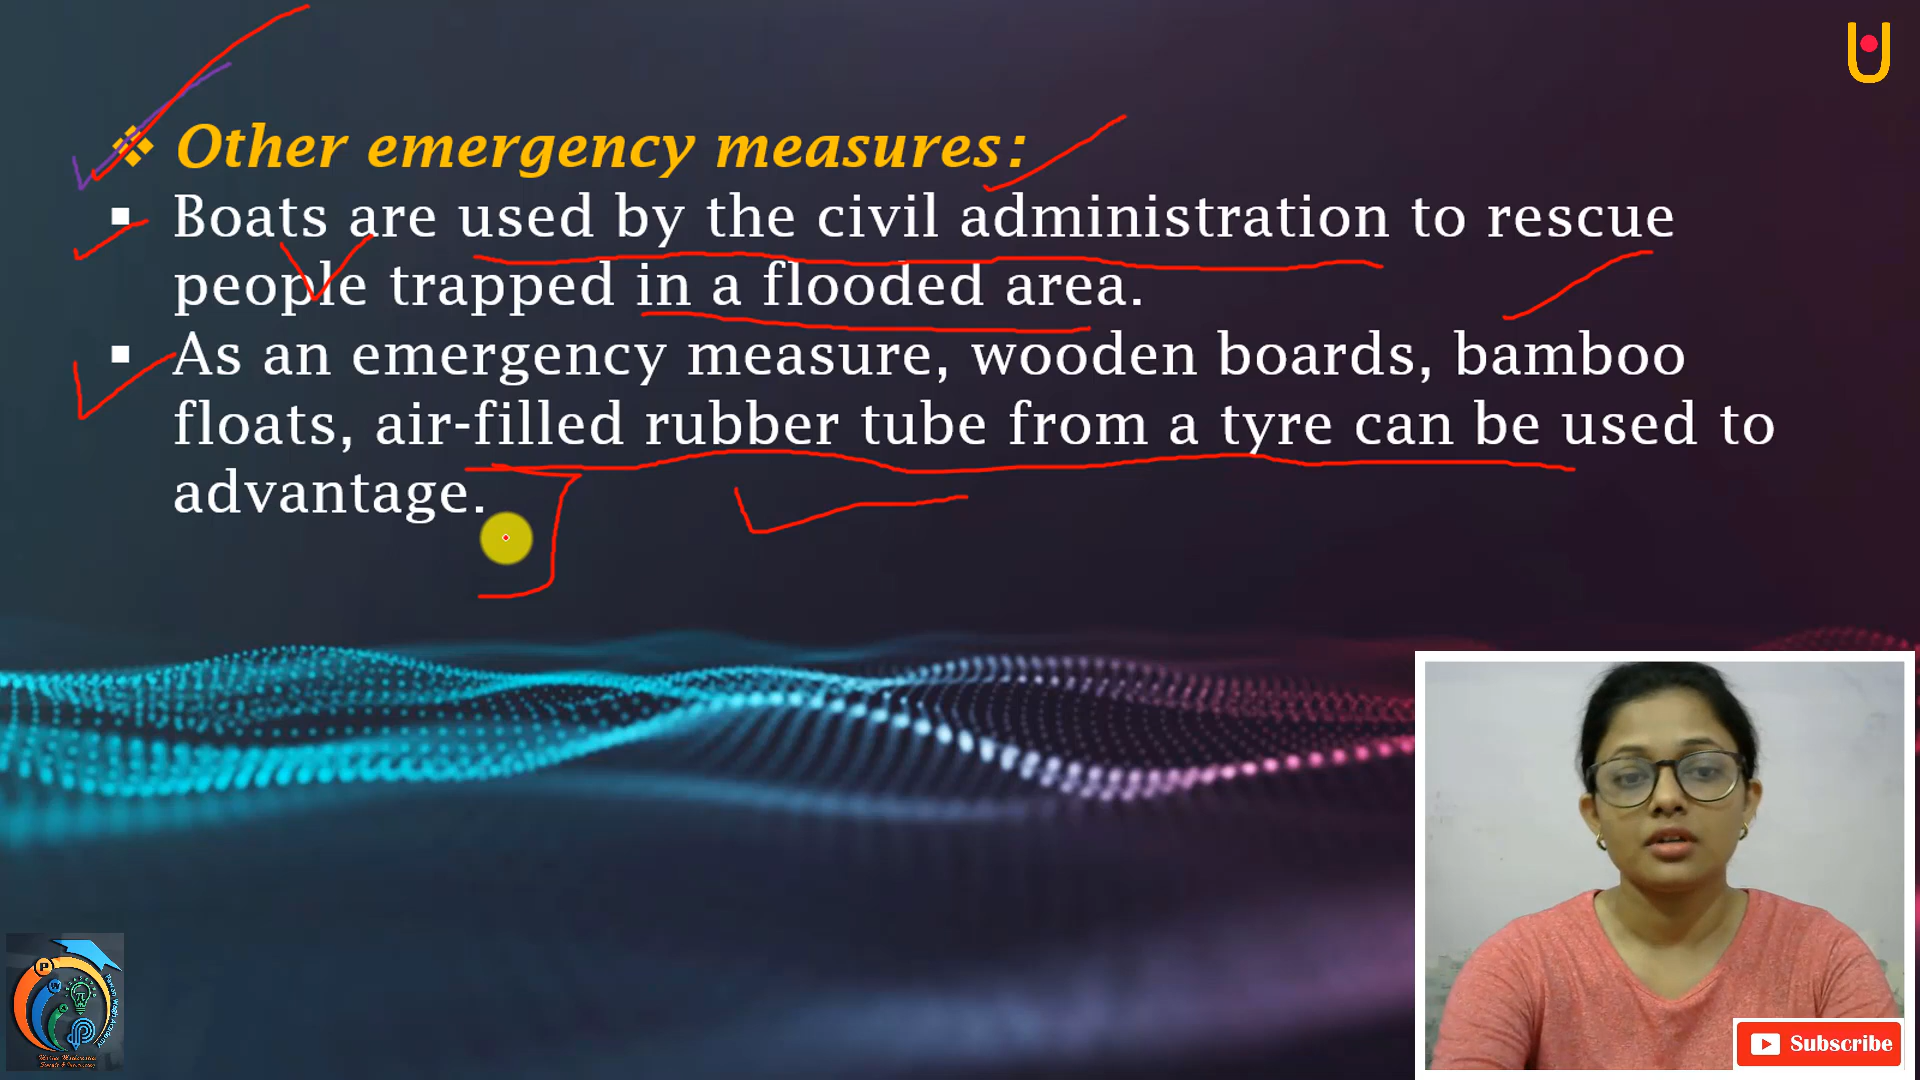 Other emergency measures:
Boats are used by the civil administration to rescue
people trapped in a flooded area.
As an emergency measure, wooden boards, bamboo
floats, air-filled rubber tube from a tyre can be used to
advantage.
Subscribe